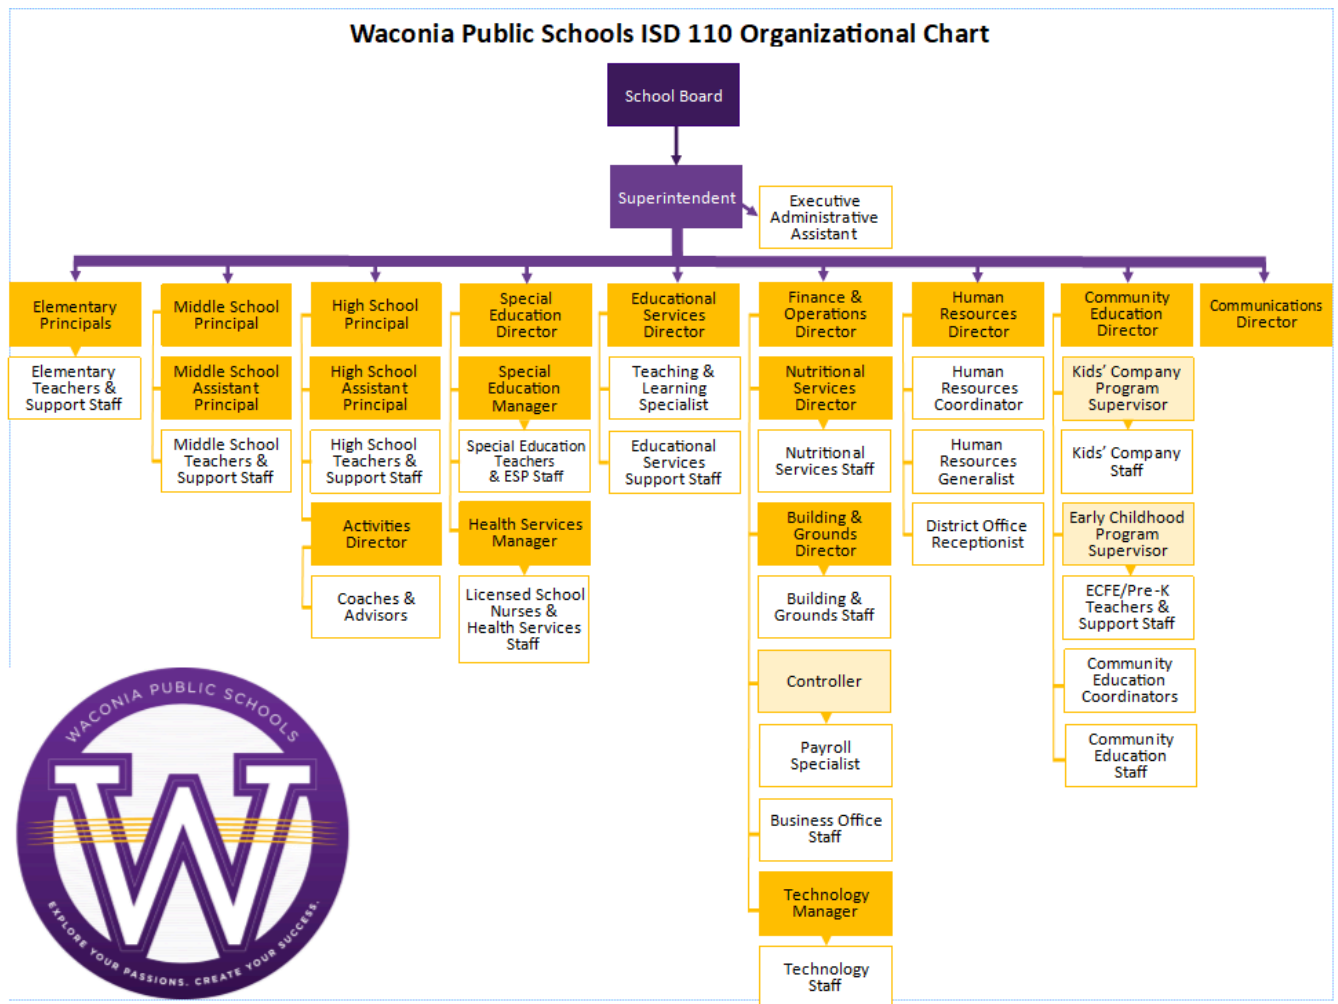 Waconia Public Schools ISD 110 Organizational Chart
School Board
Superintendent
Executive
Administrative
Assistant
Elementary
Principals
Elementary
Teachers &
Support Staff
Middle School
Principal
Middle School
Assistant
Principal
Middle School
Teachers &
Support Staff
High School
Principal
High School
Assistant
Principal
High School
Teachers &
Support Staff
Activities
Director
Coaches &
Advisors
Special
Education
Director
Special
Education
Manager
Special Education
Teachers
& ESP Staff
Health Services
Manager
Licensed School
Nurses &
Health Services
Staff
Educational
Services
Director
Teaching &
Learning
Specialist
Educational
Services
Support Staff
Finance &
Operations
Director
Nutritional
Services
Director
Nutritional
Services Staff
Building &
Grounds
Director
Building &
Grounds Staff
Controller
Payroll
Specialist
Business Office
Staff
Technology
Manager
Technology
Staff
Human
Resources
Director
Human
Resources
Coordinator
Human
Resources
Generalist
District Office
Receptionist
Community
Education
Director
Kids' Company
Program
Supervisor
Kids' Company
Staff
Early Childhood
Program
Supervisor
ECFE/Pre-K
Teachers &
Support Staff
Community
Education
Coordinators
Community
Education
Staff
Communications
Director
WACONIA PUBLIC SCHOOLS
W
EXPLORE YOUR PASSIONS. CREATE YOUR SUCCESS.